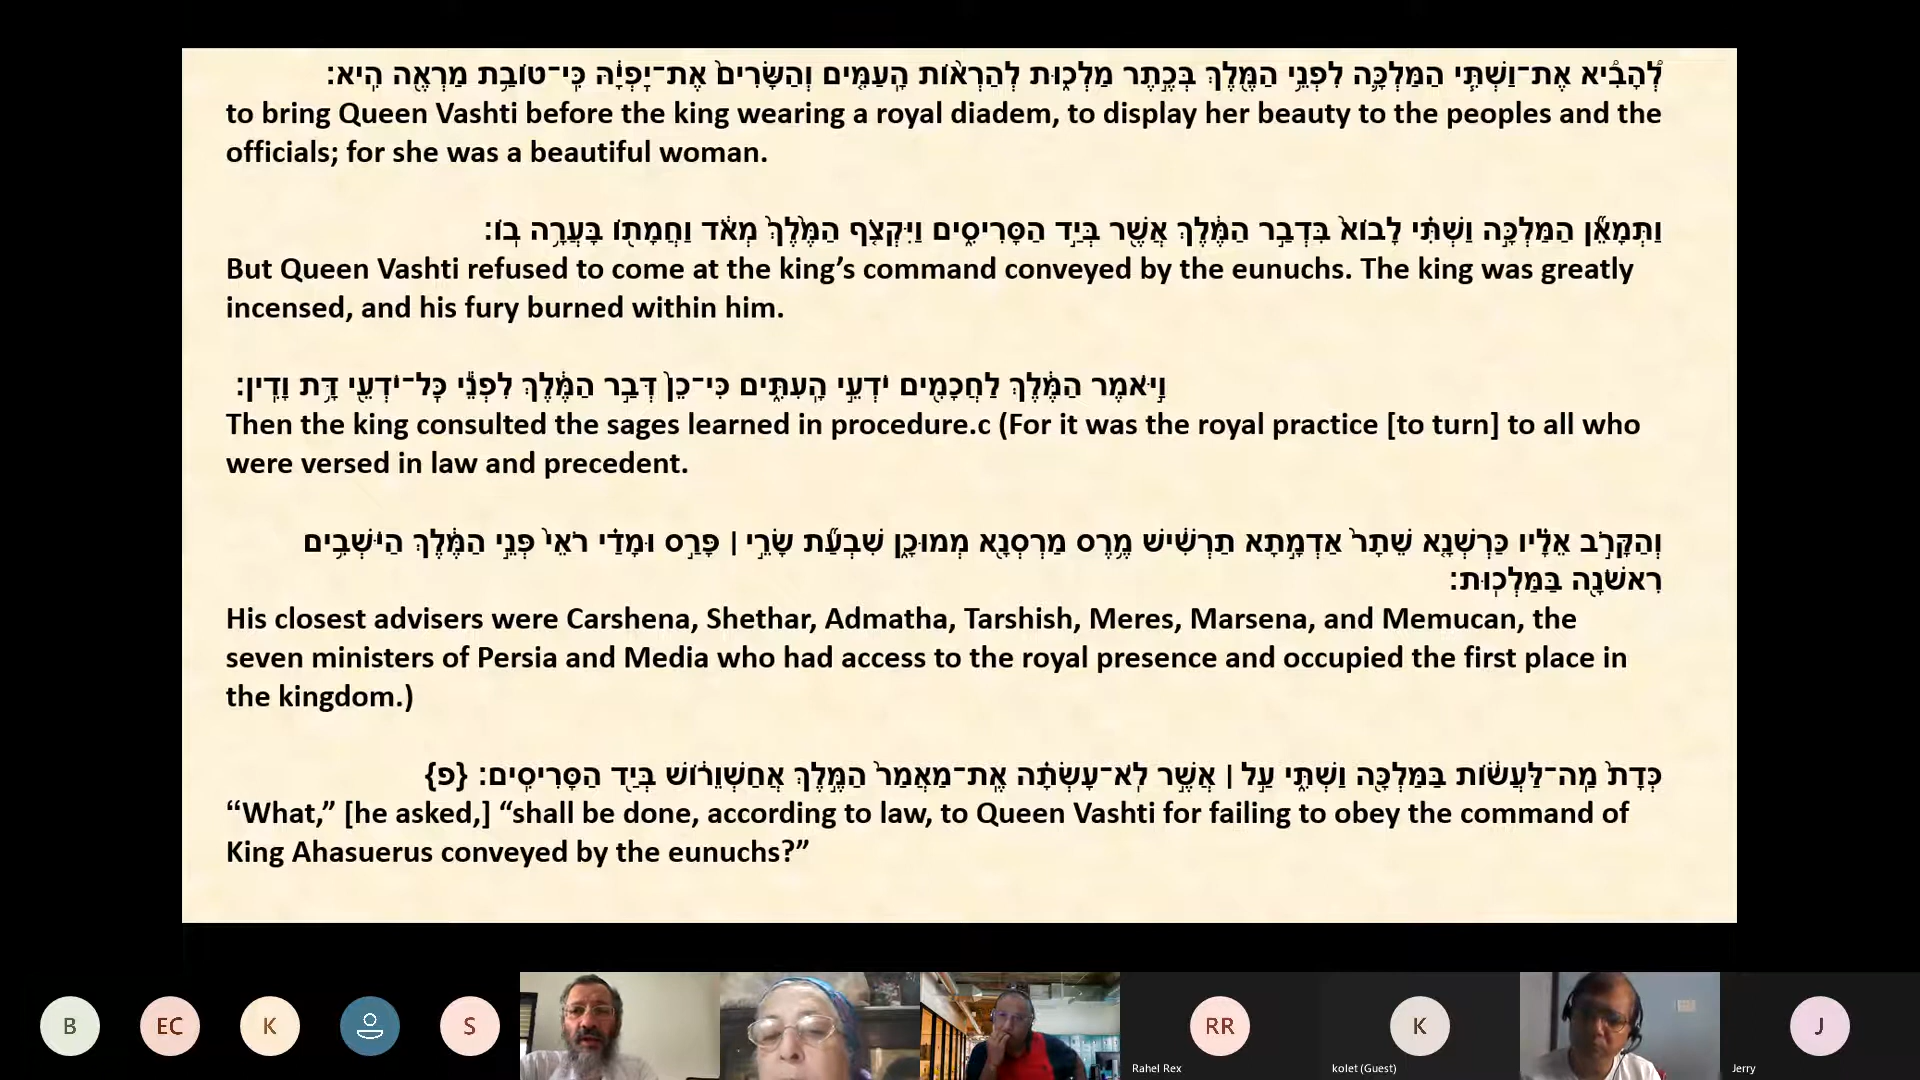 לְ֠הָבִ֠יא אֶת־וַשְׁתִּ֧י הַמַּלְכָּ֛ה לִפְנֵ֥י הַמֶּ֖לֶךְ בְּכֶ֣תֶר מַלְכ֑וּת לְהַרְא֨וֹת הָֽעַמִּ֤ים וְהַשָּׂרִים֙ אֶת־יׇפְיָ֔הּ כִּֽי־טוֹבַ֥ת מַרְאֶ֖ה הִֽיא׃
to bring Queen Vashti before the king wearing a royal diadem, to display her beauty to the peoples and the
officials; for she was a beautiful woman.
וַתְּמָאֵ֞ן הַמַּלְכָּ֣ה וַשְׁתִּ֗י לָבוֹא֙ בִּדְבַ֣ר הַמֶּ֔לֶךְ אֲשֶׁ֖ר בְּיַ֣ד הַסָּרִיסִ֑ים וַיִּקְצֹ֤ף הַמֶּ֙לֶךְ֙ מְאֹ֔ד וַחֲמָת֖וֹ בָּעֲרָ֥ה בֽוֹ׃
But Queen Vashti refused to come at the king’s command conveyed by the eunuchs. The king was greatly
incensed, and his fury burned within him.
וַיֹּ֣אמֶר הַמֶּ֔לֶךְ לַחֲכָמִ֖ים יֹדְעֵ֣י הָֽעִתִּ֑ים כִּי־כֵן֙ דְּבַ֣ר הַמֶּ֔לֶךְ לִפְנֵ֕י כׇּל־יֹדְעֵ֖י דָּ֥ת וָדִֽין׃
Then the king consulted the sages learned in procedure.c (For it was the royal practice [to turn] to all who
were versed in law and precedent.
וְהַקָּרֹ֣ב אֵלָ֗יו כַּרְשְׁנָ֤א שֵׁתָר֙ אַדְמָ֣תָא תַרְשִׁ֔ישׁ מֶ֥רֶס מַרְסְנָ֖א מְמוּכָ֑ן שִׁבְעַ֞ת שָׂרֵ֣י ׀ פָּרַ֣ס וּמָדַ֗י רֹאֵי֙ פְּנֵ֣י הַמֶּ֔לֶךְ הַיֹּשְׁבִ֥ים
רִאשֹׁנָ֖ה בַּמַּלְכֽוּת׃
His closest advisers were Carshena, Shethar, Admatha, Tarshish, Meres, Marsena, and Memucan, the
seven ministers of Persia and Media who had access to the royal presence and occupied the first place in
the kingdom.)
כְּדָת֙ מַֽה־לַּעֲשׂ֔וֹת בַּמַּלְכָּ֖ה וַשְׁתִּ֑י עַ֣ל ׀ אֲשֶׁ֣ר לֹֽא־עָשְׂתָ֗ה אֶֽת־מַאֲמַר֙ הַמֶּ֣לֶךְ אֲחַשְׁוֵר֔וֹשׁ בְּיַ֖ד הַסָּרִיסִֽים׃ {פ}
“What,” [he asked,] “shall be done, according to law, to Queen Vashti for failing to obey the command of
King Ahasuerus conveyed by the eunuchs?”
B EC K S RR K J
Rahel Rex kolet (Guest) Jerry